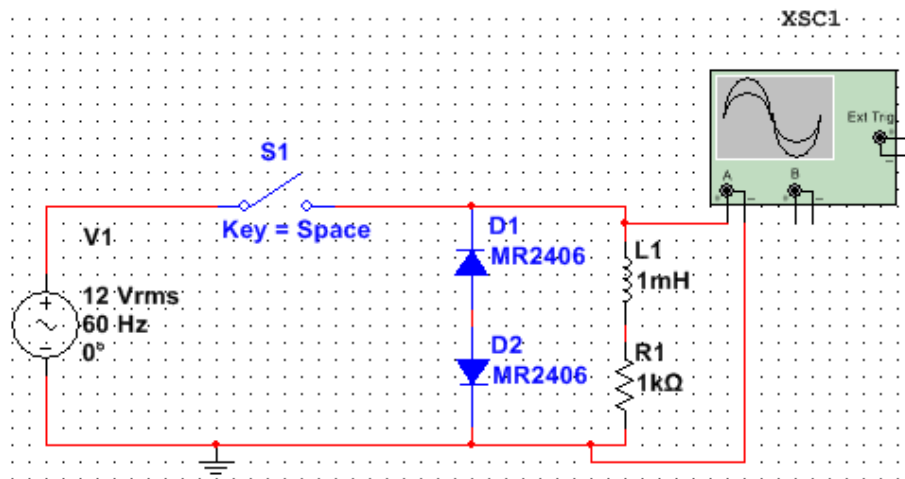 XSC1
Ext Trig
+
−
A
B
+
−
+
−
S1
Key = Space
V1
+
−
12 Vrms
60 Hz
0°
D1
MR2406
D2
MR2406
L1
1mH
R1
1kΩ